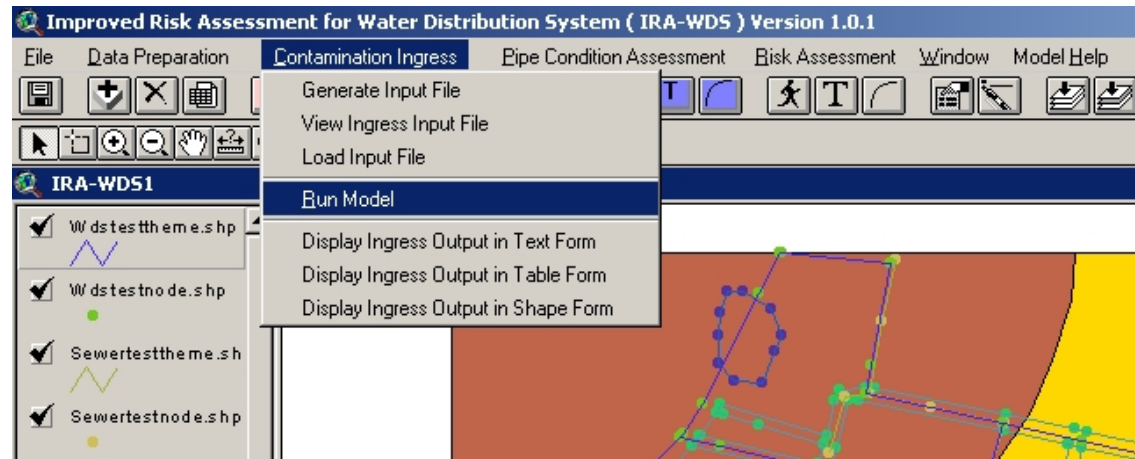 Improved Risk Assessment for Water Distribution System ( IRA-WDS ) Version 1.0.1
File Data Preparation Contamination Ingress Pipe Condition Assessment Risk Assessment Window Model Help
Generate Input File
View Ingress Input File
Load Input File
Run Model
Display Ingress Output in Text Form
Display Ingress Output in Table Form
Display Ingress Output in Shape Form
T T
IRA-WDS1
Wdstesttheme.shp
Wdstestnode.shp
Sewertesttheme.sh
Sewertestnode.shp